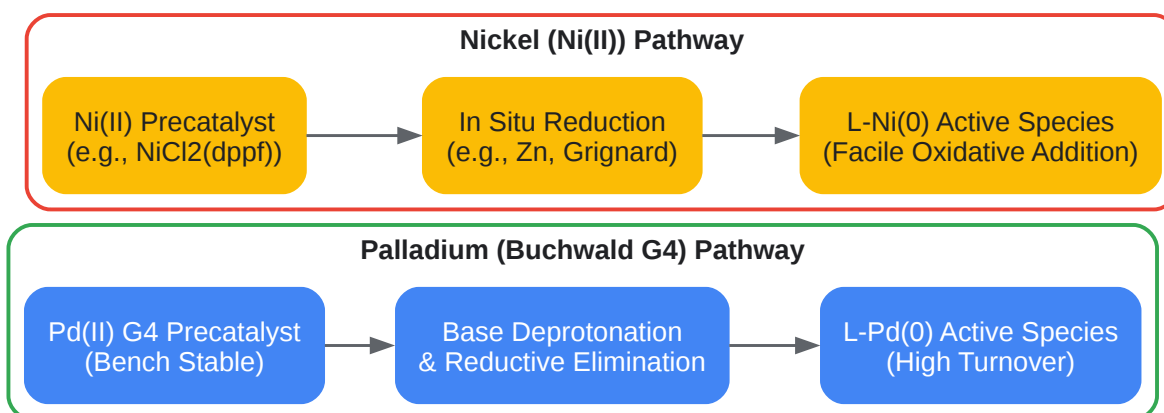 Nickel (Ni(II)) Pathway
Ni(II) Precatalyst
(e.g., NiCl2(dppf))
In Situ Reduction
(e.g., Zn, Grignard)
L-Ni(0) Active Species
(Facile Oxidative Addition)
Palladium (Buchwald G4) Pathway
Pd(II) G4 Precatalyst
(Bench Stable)
Base Deprotonation
& Reductive Elimination
L-Pd(0) Active Species
(High Turnover)